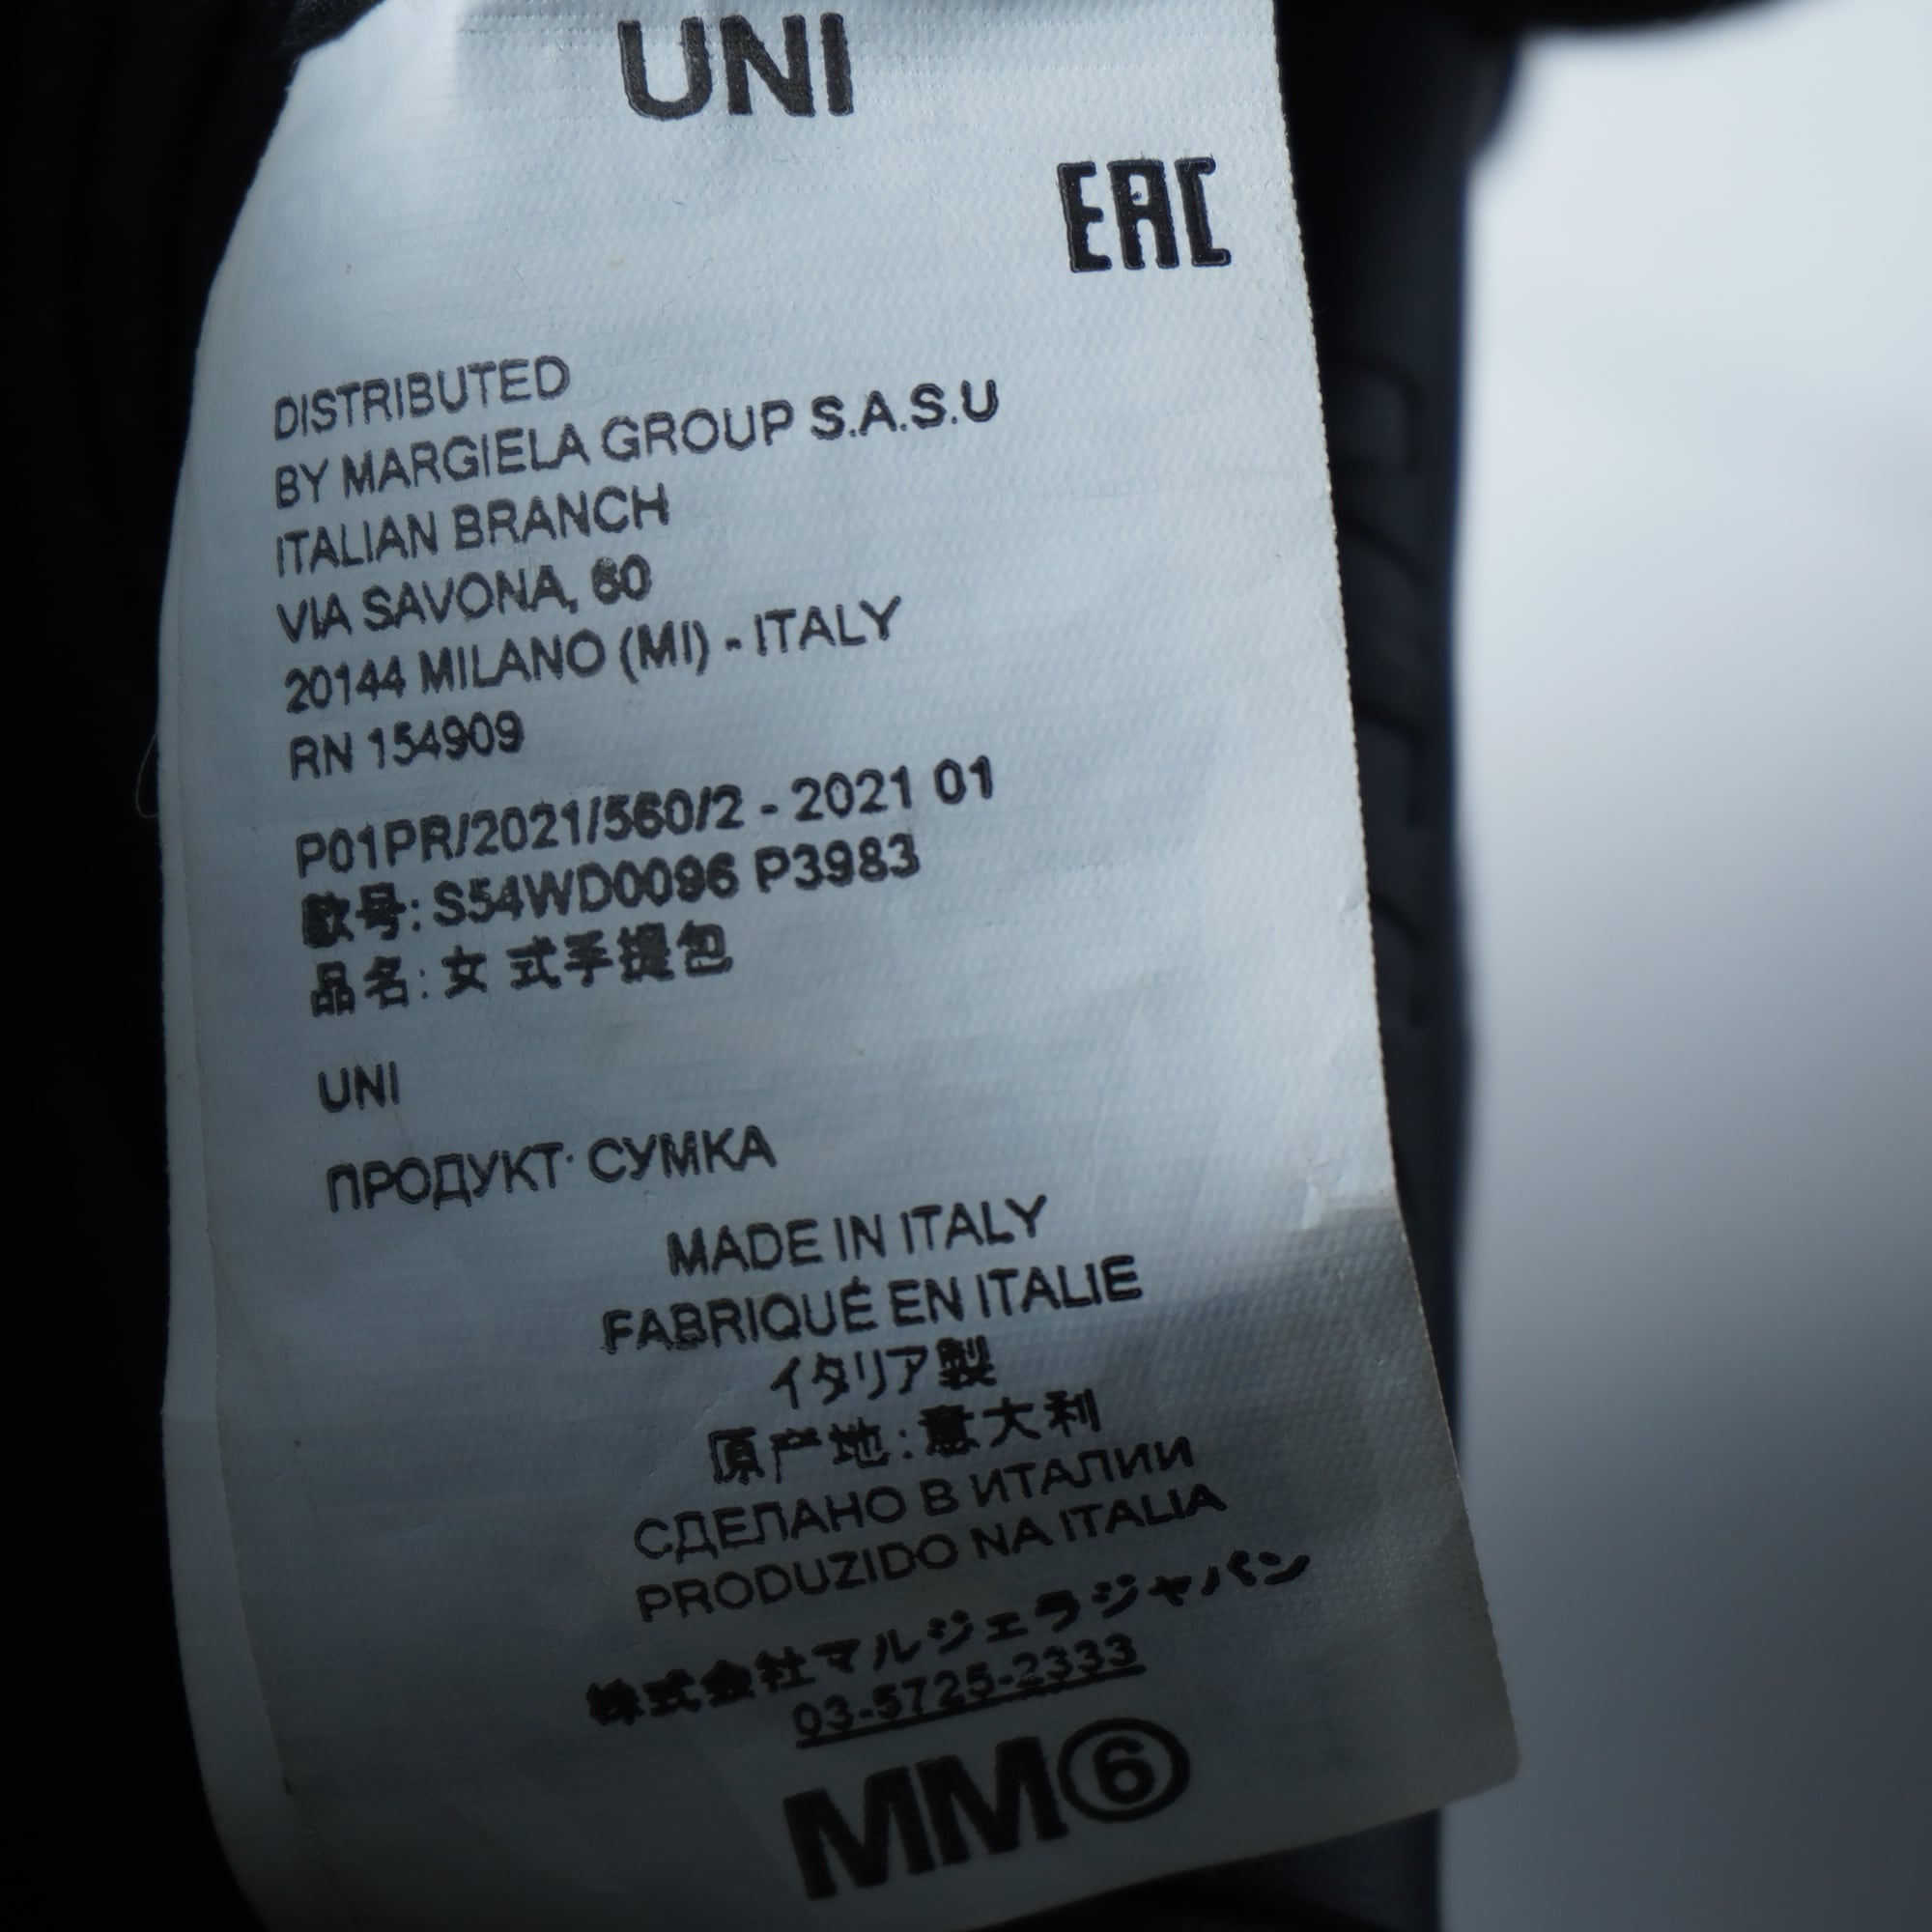 UNI
EAC
DISTRIBUTED
BY MARGIELA GROUP S.A.S.U
ITALIAN BRANCH
VIA SAVONA, 60
20144 MILANO (MI) - ITALY
RN 154909
P01PR/2021/560/2 - 2021 01
款号: S54WD0096 P3983
品名: 女 式手提包
UNI
ПРОДУКТ: СУМКА
MADE IN ITALY
FABRIQUÉ EN ITALIE
イタリア製
原产地: 意大利
СДЕЛАНО В ИТАЛИИ
PRODUZIDO NA ITALIA
株式会社マルジェラジャパン
03-5725-2333
MM⑥